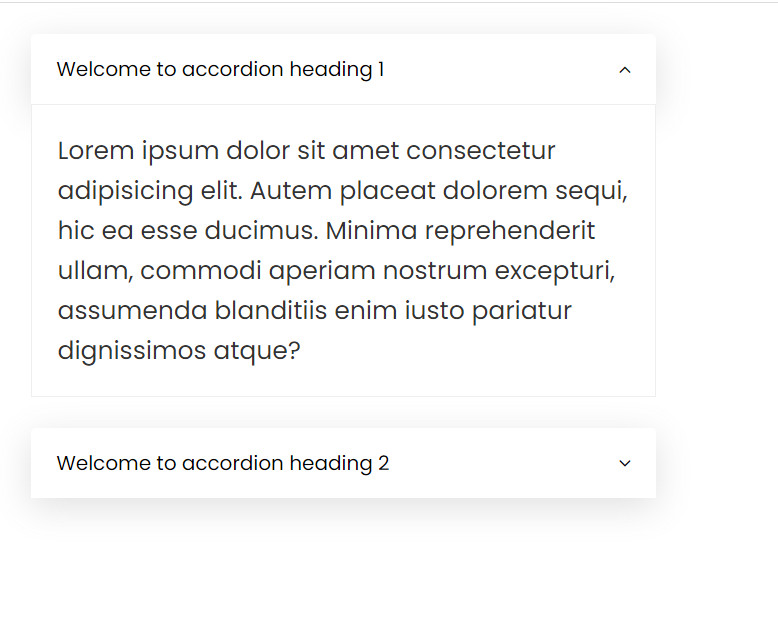 Welcome to accordion heading 1
Lorem ipsum dolor sit amet consectetur
adipisicing elit. Autem placeat dolorem sequi,
hic ea esse ducimus. Minima reprehenderit
ullam, commodi aperiam nostrum excepturi,
assumenda blanditiis enim iusto pariatur
dignissimos atque?
Welcome to accordion heading 2